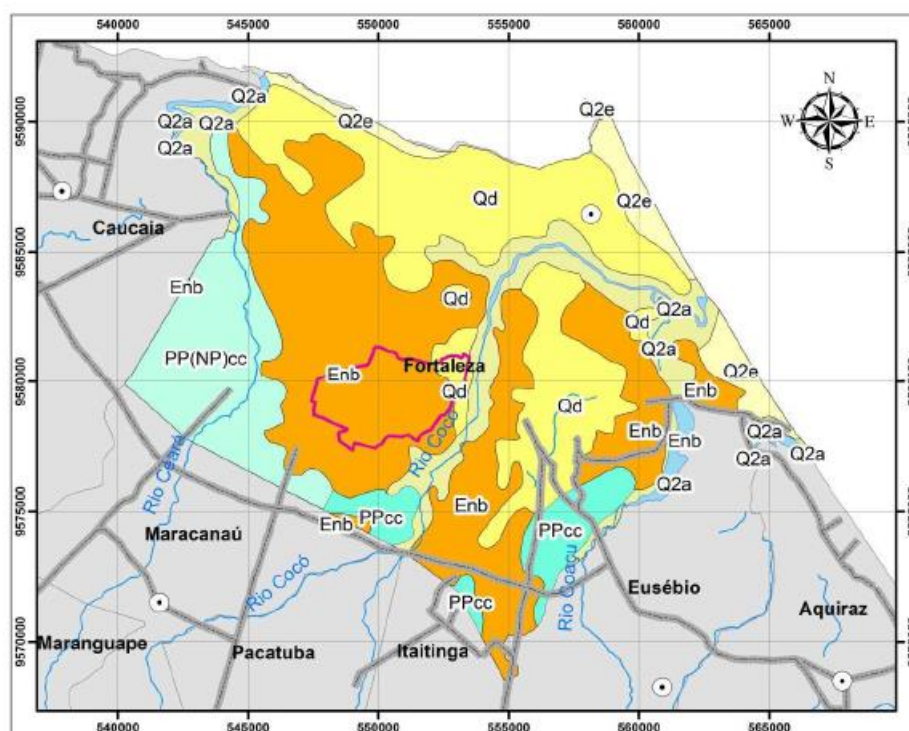 540000 545000 550000 555000 560000 565000
9590000
9585000
9580000
9575000
9570000
N
W E
S
Q2a
Q2a Q2a
Q2a
Q2e
Q2e
Qd
Q2e
Caucaia
Enb
Qd
Q2a
Qd
Q2a
PP(NP)cc
Enb
Fortaleza
Qd
Q2e
Enb
Qd
Enb
Enb
Q2a
Q2a
Q2a
Rio Cocó
Rio Ceará
Q2a
Enb
Enb
PPcc
PPcc
Maracanaú
Rio Cocó
Rio Coaçu
Eusébio
PPcc
Aquiraz
Maranguape
Pacatuba
Itaitinga
540000 545000 550000 555000 560000 565000